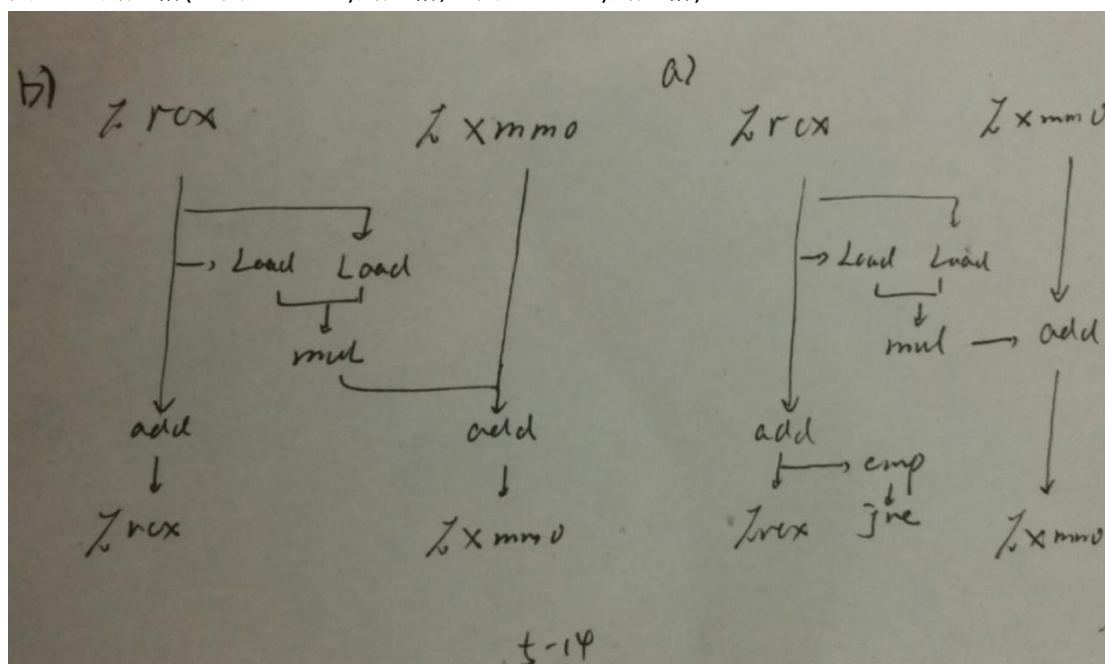 b)
a)
% rcx
% xmm0
% rcx
% xmm0
Load
Load
Load
Load
mul
mul
add
add
add
add
cmp
% rcx
% xmm0
% rcx
jne
% xmm0
5-14